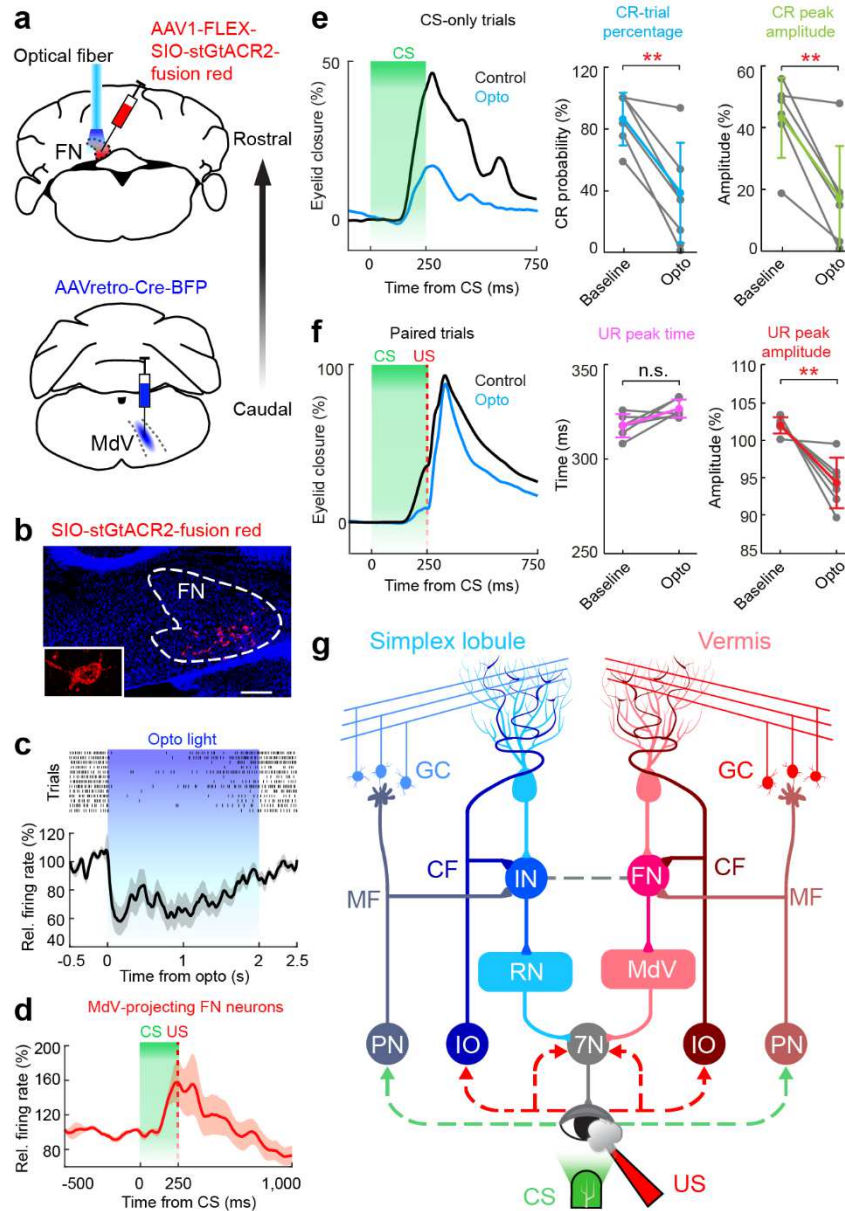 a
AAV1-FLEX-
SIO-stGtACR2-
fusion red
Optical fiber
FN
Rostral
AAVretro-Cre-BFP
Caudal
MdV
b
SIO-stGtACR2-fusion red
FN
c
Opto light
Trials
Rel. firing rate (%)
120
100
80
60
40
-0.5 0 1 2 2.5
Time from opto (s)
d
MdV-projecting FN neurons
CS US
Rel. firing rate (%)
200
160
120
80
-500 0 250 1,000
Time from CS (ms)
e
CS-only trials
CS
Control
Opto
Eyelid closure (%)
50
0
0 250 750
Time from CS (ms)
CR-trial
percentage
**
CR probability (%)
120
80
40
0
Baseline
Opto
CR peak
amplitude
**
Amplitude (%)
60
40
20
0
Baseline
Opto
f
Paired trials
CS US
Control
Opto
Eyelid closure (%)
100
0
0 250 750
Time from CS (ms)
UR peak time
n.s.
Time (ms)
350
300
250
Baseline
Opto
UR peak
amplitude
**
Amplitude (%)
105
103
100
95
90
85
Baseline
Opto
g
Simplex lobule
Vermis
GC
GC
CF
CF
IN
FN
MF
MF
RN
MdV
PN
IO
7N
IO
PN
CS
US